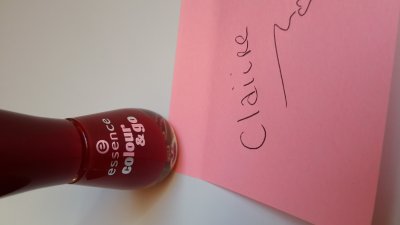 essence
colour
& go
Claire